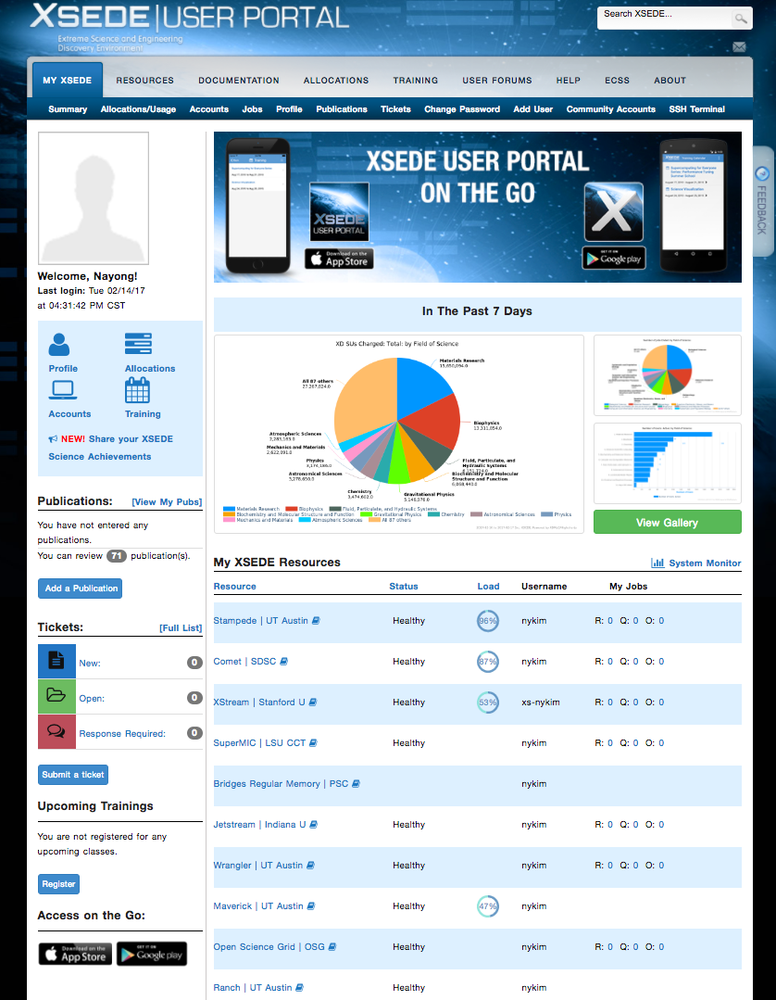 XSEDE | USER PORTAL
Extreme Science and Engineering
Discovery Environment
Search XSEDE...
MY XSEDE RESOURCES DOCUMENTATION ALLOCATIONS TRAINING USER FORUMS HELP ECSS ABOUT
Summary Allocations/Usage Accounts Jobs Profile Publications Tickets Change Password Add User Community Accounts SSH Terminal
FEEDBACK
XSEDE USER PORTAL
ON THE GO
XSEDE
USER PORTAL
X
Download on the
App Store
GET IT ON
Google play
Welcome, Nayong!
Last login: Tue 02/14/17
at 04:31:42 PM CST
Profile Allocations
Accounts Training
NEW! Share your XSEDE
Science Achievements
Publications: [View My Pubs]
You have not entered any
publications.
You can review 71 publication(s).
Add a Publication
Tickets: [Full List]
New: 0
Open: 0
Response Required: 0
Submit a ticket
Upcoming Trainings
You are not registered for any
upcoming classes.
Register
Access on the Go:
Download on the
App Store
GET IT ON
Google play
In The Past 7 Days
XD SUs Charged: Total: by Field of Science
Materials Research
15,650,094.0
All 87 others
27,267,824.0
Biophysics
13,311,854.0
Atmospheric Sciences
2,285,183.0
Mechanics and Materials
2,622,091.0
Fluid, Particulate, and
Hydraulic Systems
Physics
3,174,186.0
Biochemistry and Molecular
Structure and Function
6,068,440.0
Astronomical Sciences
3,278,650.0
Chemistry
3,474,602.0
Gravitational Physics
5,146,976.0
Materials Research Biophysics Fluid, Particulate, and Hydraulic Systems
Biochemistry and Molecular Structure and Function Gravitational Physics Chemistry Astronomical Sciences Physics
Mechanics and Materials Atmospheric Sciences All 87 others
View Gallery
My XSEDE Resources System Monitor
Resource Status Load Username My Jobs
Stampede | UT Austin Healthy 96% nykim R: 0 Q: 0 O: 0
Comet | SDSC Healthy 87% nykim R: 0 Q: 0 O: 0
XStream | Stanford U Healthy 53% xs-nykim R: 0 Q: 0 O: 0
SuperMIC | LSU CCT Healthy nykim R: 0 Q: 0 O: 0
Bridges Regular Memory | PSC nykim
Jetstream | Indiana U Healthy nykim R: 0 Q: 0 O: 0
Wrangler | UT Austin Healthy nykim R: 0 Q: 0 O: 0
Maverick | UT Austin Healthy 47% nykim
Open Science Grid | OSG Healthy nykim R: 0 Q: 0 O: 0
Ranch | UT Austin Healthy nykim